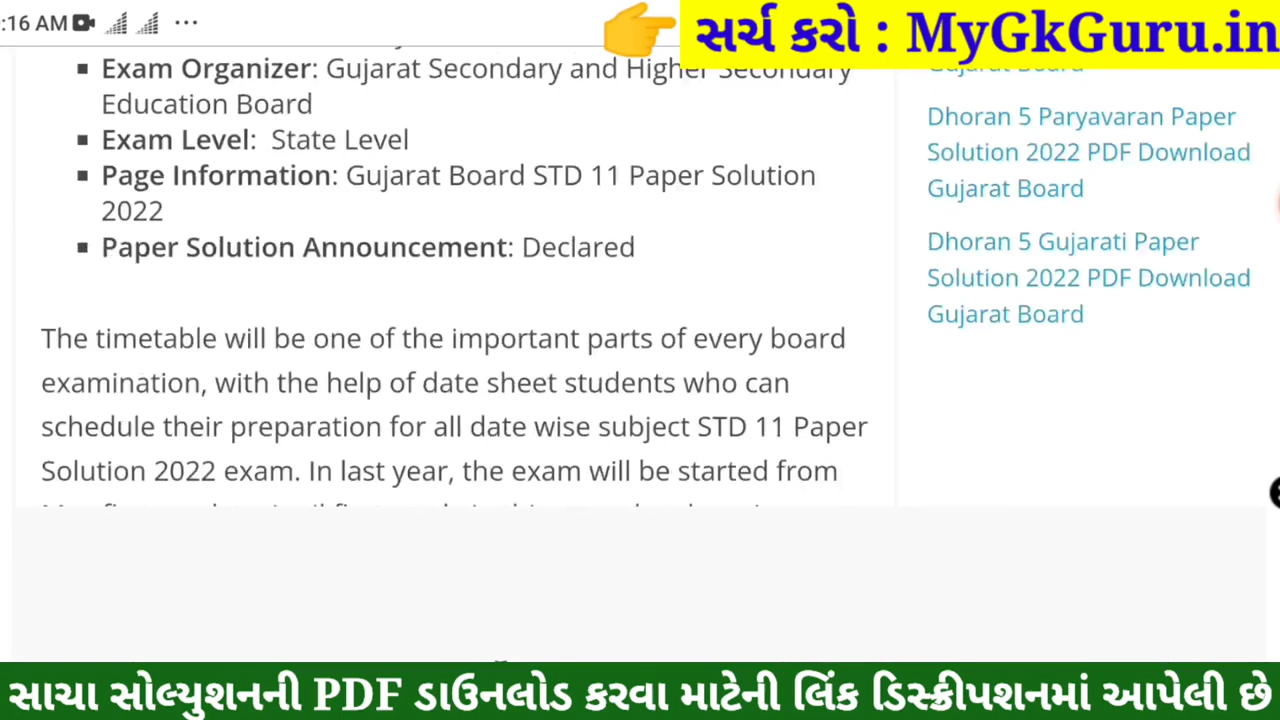 :16 AM
સર્ચ કરો : MyGkGuru.in
Exam Organizer: Gujarat Secondary and Higher Secondary
Education Board
Exam Level: State Level
Page Information: Gujarat Board STD 11 Paper Solution
2022
Paper Solution Announcement: Declared
The timetable will be one of the important parts of every board
examination, with the help of date sheet students who can
schedule their preparation for all date wise subject STD 11 Paper
Solution 2022 exam. In last year, the exam will be started from
Gujarat Board
Dhoran 5 Paryavaran Paper
Solution 2022 PDF Download
Gujarat Board
Dhoran 5 Gujarati Paper
Solution 2022 PDF Download
Gujarat Board
સાચા સોલ્યુશનની PDF ડાઉનલોડ કરવા માટેની લિંક ડિસ્ક્રીપશનમાં આપેલી છે